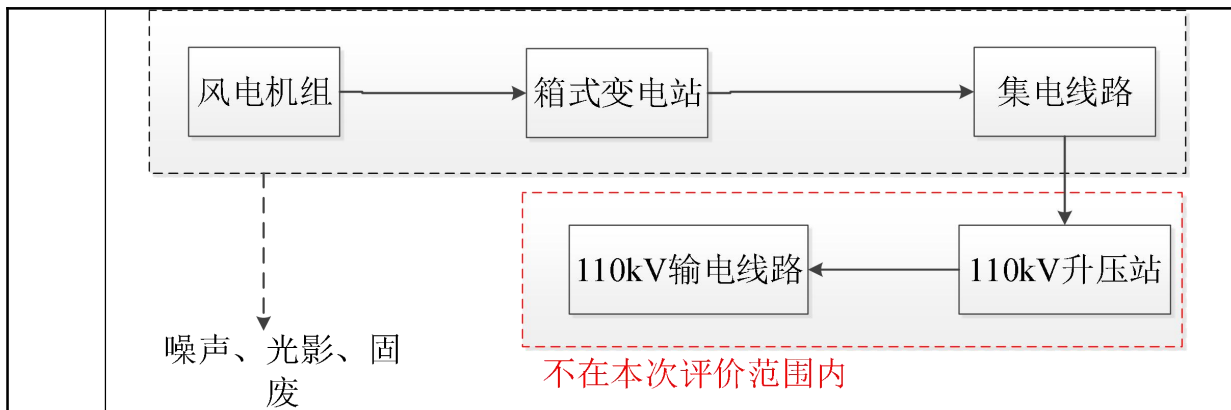 风电机组
箱式变电站
集电线路
110kV输电线路
110kV升压站
噪声、光影、固
废
不在本次评价范围内